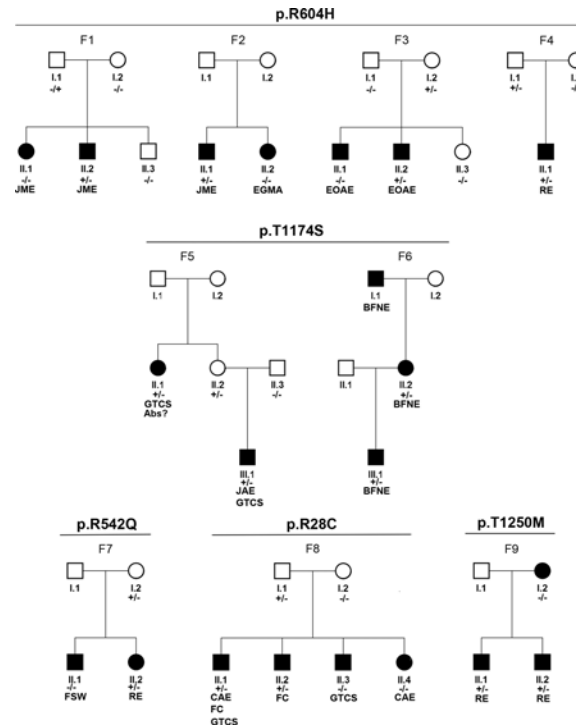 p.R604H
F1 F2 F3 F4
I.1 I.2 I.1 I.2 I.1 I.2 I.1 I.2
-/+ -/- -/- +/- +/-
II.1 II.2 II.3 II.1 II.2 II.1 II.2 II.3 II.1
-/- +/- -/- +/- -/- -/- +/- -/- +/-
JME JME JME EGMA EOAE EOAE RE
p.T1174S
F5 F6
I.1 I.2 I.1 I.2
BFNE
II.1 II.2 II.3 II.1 II.2
+/- +/- -/- +/-
GTCS BFNE
Abs?
III.1 III.1
+/- +/-
JAE BFNE
GTCS
p.R542Q p.R28C p.T1250M
F7 F8 F9
I.1 I.2 I.1 I.2 I.1 I.2
+/- +/- -/- -/-
II.1 II.2 II.1 II.2 II.3 II.4 II.1 II.2
-/- +/- +/- +/- -/- -/- +/- +/-
FSW RE CAE FC GTCS CAE RE RE
FC
GTCS